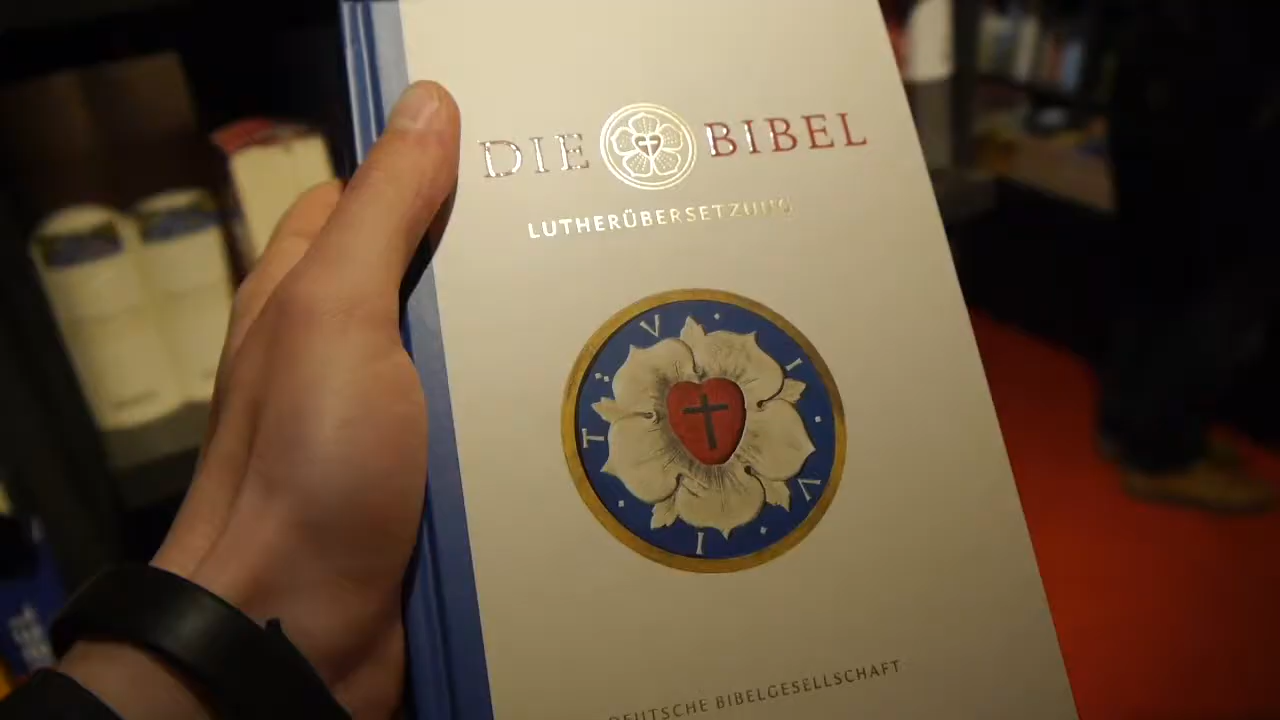 DIE BIBEL
LUTHERÜBERSETZUNG
V I V I T
DEUTSCHE BIBELGESELLSCHAFT